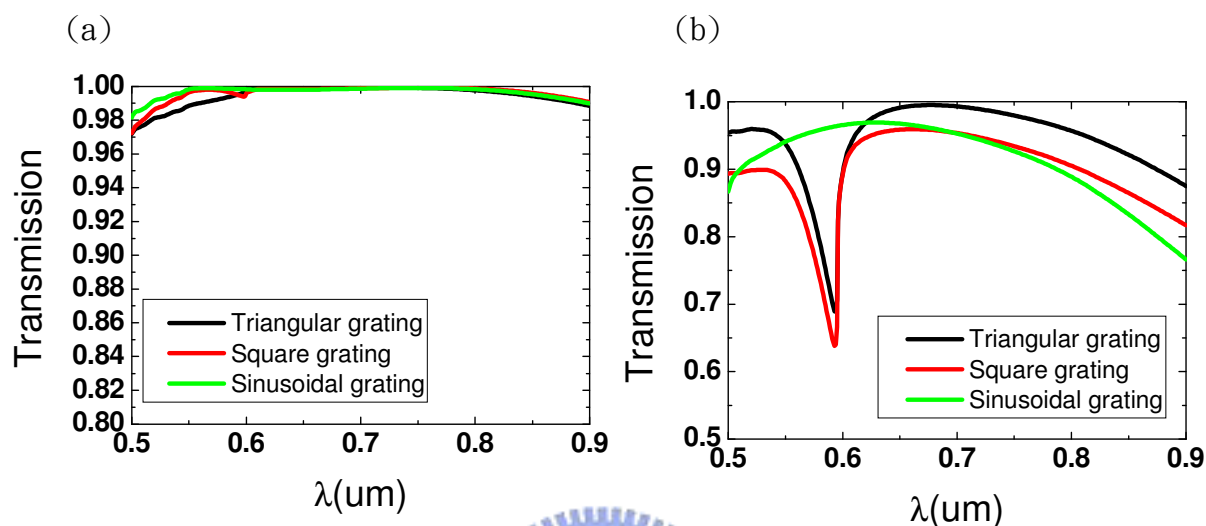 (a)
Transmission
1.00
0.98
0.96
0.94
0.92
0.90
0.88
0.86
0.84
0.82
0.80
Triangular grating
Square grating
Sinusoidal grating
0.5 0.6 0.7 0.8 0.9
λ(um)
(b)
Transmission
1.0
0.9
0.8
0.7
0.6
0.5
Triangular grating
Square grating
Sinusoidal grating
0.5 0.6 0.7 0.8 0.9
λ(um)